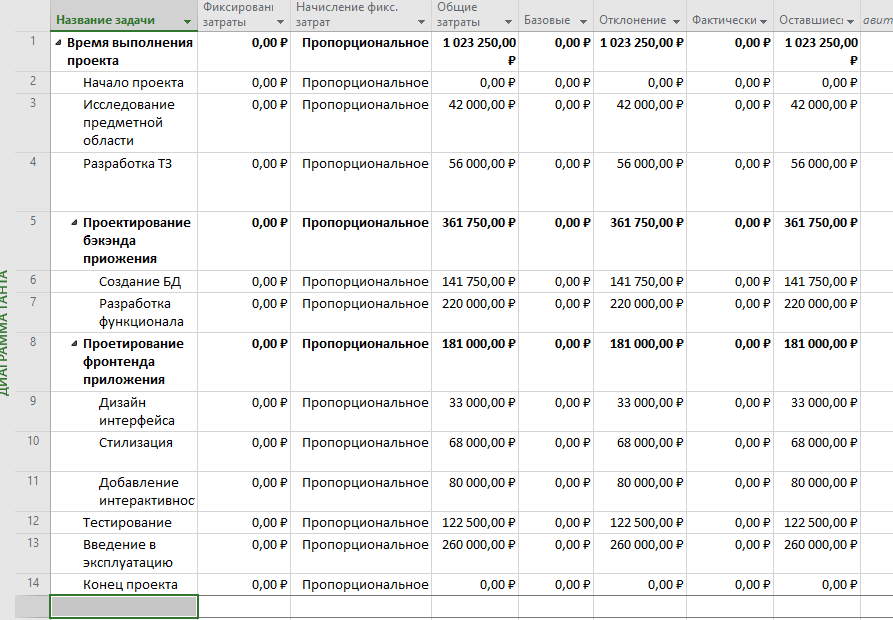 Название задачи Фиксирован затраты Начисление фикс. затрат Общие затраты Базовые Отклонение Фактически Оставшиес
1 Время выполнения проекта 0,00 ₽ Пропорциональное 1 023 250,00 ₽ 0,00 ₽ 1 023 250,00 ₽ 0,00 ₽ 1 023 250,00 ₽
2 Начало проекта 0,00 ₽ Пропорциональное 0,00 ₽ 0,00 ₽ 0,00 ₽ 0,00 ₽ 0,00 ₽
3 Исследование предметной области 0,00 ₽ Пропорциональное 42 000,00 ₽ 0,00 ₽ 42 000,00 ₽ 0,00 ₽ 42 000,00 ₽
4 Разработка ТЗ 0,00 ₽ Пропорциональное 56 000,00 ₽ 0,00 ₽ 56 000,00 ₽ 0,00 ₽ 56 000,00 ₽
5 Проектирование бэкэнда приожения 0,00 ₽ Пропорциональное 361 750,00 ₽ 0,00 ₽ 361 750,00 ₽ 0,00 ₽ 361 750,00 ₽
6 Создание БД 0,00 ₽ Пропорциональное 141 750,00 ₽ 0,00 ₽ 141 750,00 ₽ 0,00 ₽ 141 750,00 ₽
7 Разработка функционала 0,00 ₽ Пропорциональное 220 000,00 ₽ 0,00 ₽ 220 000,00 ₽ 0,00 ₽ 220 000,00 ₽
8 Проетирование фронтенда приложения 0,00 ₽ Пропорциональное 181 000,00 ₽ 0,00 ₽ 181 000,00 ₽ 0,00 ₽ 181 000,00 ₽
9 Дизайн интерфейса 0,00 ₽ Пропорциональное 33 000,00 ₽ 0,00 ₽ 33 000,00 ₽ 0,00 ₽ 33 000,00 ₽
10 Стилизация 0,00 ₽ Пропорциональное 68 000,00 ₽ 0,00 ₽ 68 000,00 ₽ 0,00 ₽ 68 000,00 ₽
11 Добавление интерактивнос 0,00 ₽ Пропорциональное 80 000,00 ₽ 0,00 ₽ 80 000,00 ₽ 0,00 ₽ 80 000,00 ₽
12 Тестирование 0,00 ₽ Пропорциональное 122 500,00 ₽ 0,00 ₽ 122 500,00 ₽ 0,00 ₽ 122 500,00 ₽
13 Введение в эксплуатацию 0,00 ₽ Пропорциональное 260 000,00 ₽ 0,00 ₽ 260 000,00 ₽ 0,00 ₽ 260 000,00 ₽
14 Конец проекта 0,00 ₽ Пропорциональное 0,00 ₽ 0,00 ₽ 0,00 ₽ 0,00 ₽ 0,00 ₽
ДИАГРАММА ГАНТА